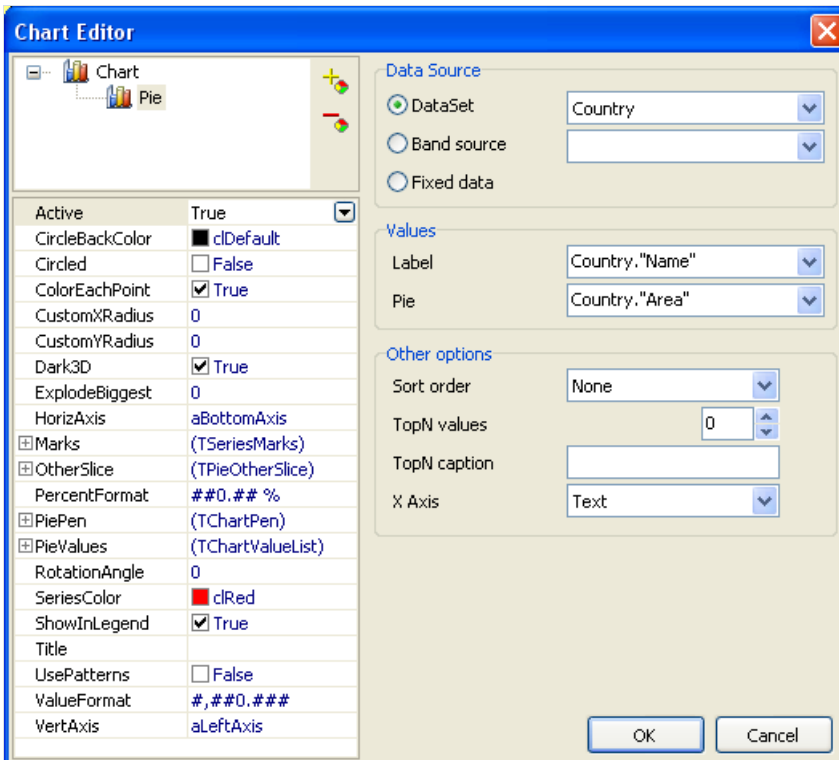 Chart Editor
Chart
Pie
Active True
CircleBackColor clDefault
Circled False
ColorEachPoint True
CustomXRadius 0
CustomYRadius 0
Dark3D True
ExplodeBiggest 0
HorizAxis aBottomAxis
Marks (TSeriesMarks)
OtherSlice (TPieOtherSlice)
PercentFormat ##0.## %
PiePen (TChartPen)
PieValues (TChartValueList)
RotationAngle 0
SeriesColor clRed
ShowInLegend True
Title
UsePatterns False
ValueFormat #,##0.###
VertAxis aLeftAxis
Data Source
DataSet Country
Band source
Fixed data
Values
Label Country."Name"
Pie Country."Area"
Other options
Sort order None
TopN values 0
TopN caption
X Axis Text
OK Cancel